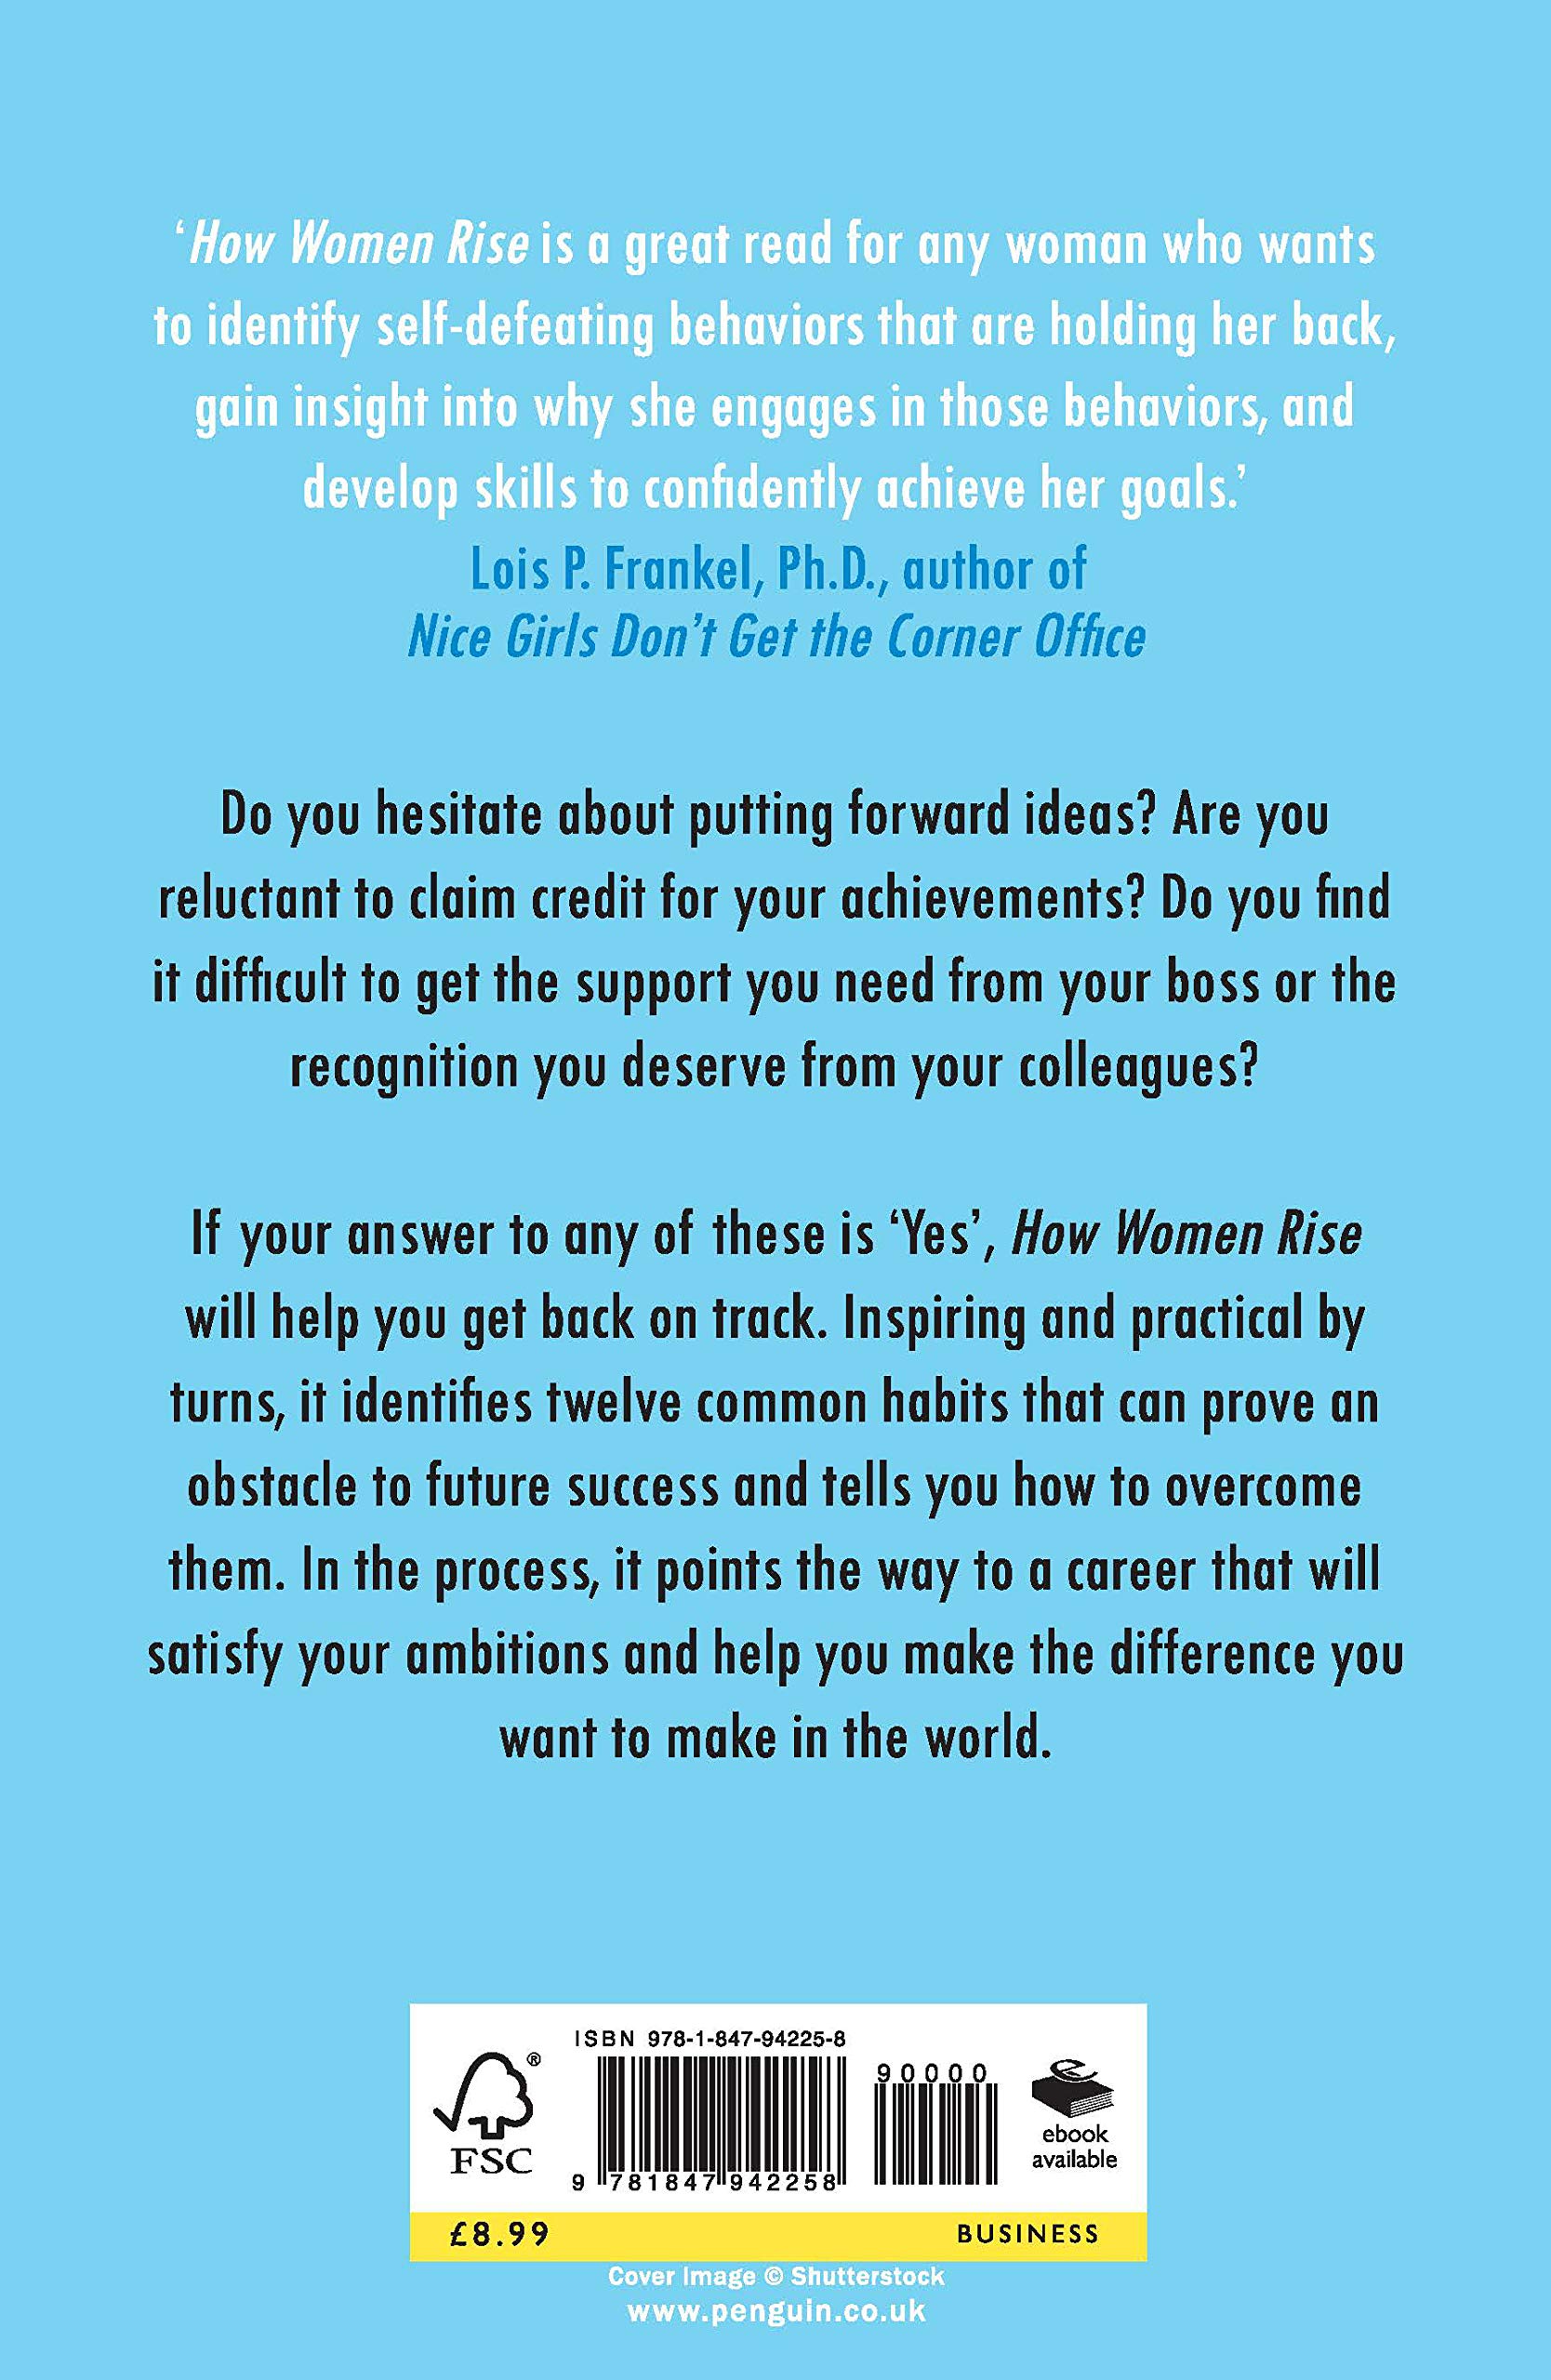 ‘How Women Rise is a great read for any woman who wants
to identify self-defeating behaviors that are holding her back,
gain insight into why she engages in those behaviors, and
develop skills to confidently achieve her goals.’
Lois P. Frankel, Ph.D., author of
Nice Girls Don’t Get the Corner Office
Do you hesitate about putting forward ideas? Are you
reluctant to claim credit for your achievements? Do you find
it difficult to get the support you need from your boss or the
recognition you deserve from your colleagues?
If your answer to any of these is ‘Yes’, How Women Rise
will help you get back on track. Inspiring and practical by
turns, it identifies twelve common habits that can prove an
obstacle to future success and tells you how to overcome
them. In the process, it points the way to a career that will
satisfy your ambitions and help you make the difference you
want to make in the world.
ISBN 978-1-847-94225-8
90000
®
FSC
9 781847 942258
e
ebook
available
£8.99
BUSINESS
Cover image © Shutterstock
www.penguin.co.uk